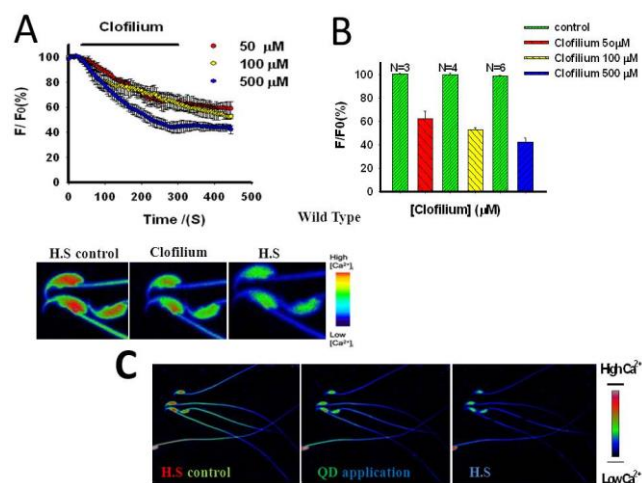 A
Clofilium
50 μM
100 μM
500 μM
F/ F0(%)
100
80
60
40
20
0
0 100 200 300 400 500
Time /(S)
B
control
Clofilium 50μM
Clofilium 100 μM
Clofilium 500 μM
N=3 N=4 N=6
F/F0(%)
100
80
60
40
20
0
[Clofilium] (μM)
Wild Type
H.S control Clofilium H.S
High
[Ca²⁺]i
Low
[Ca²⁺]i
C
H.S control QD application H.S
HighCa²⁺
LowCa²⁺